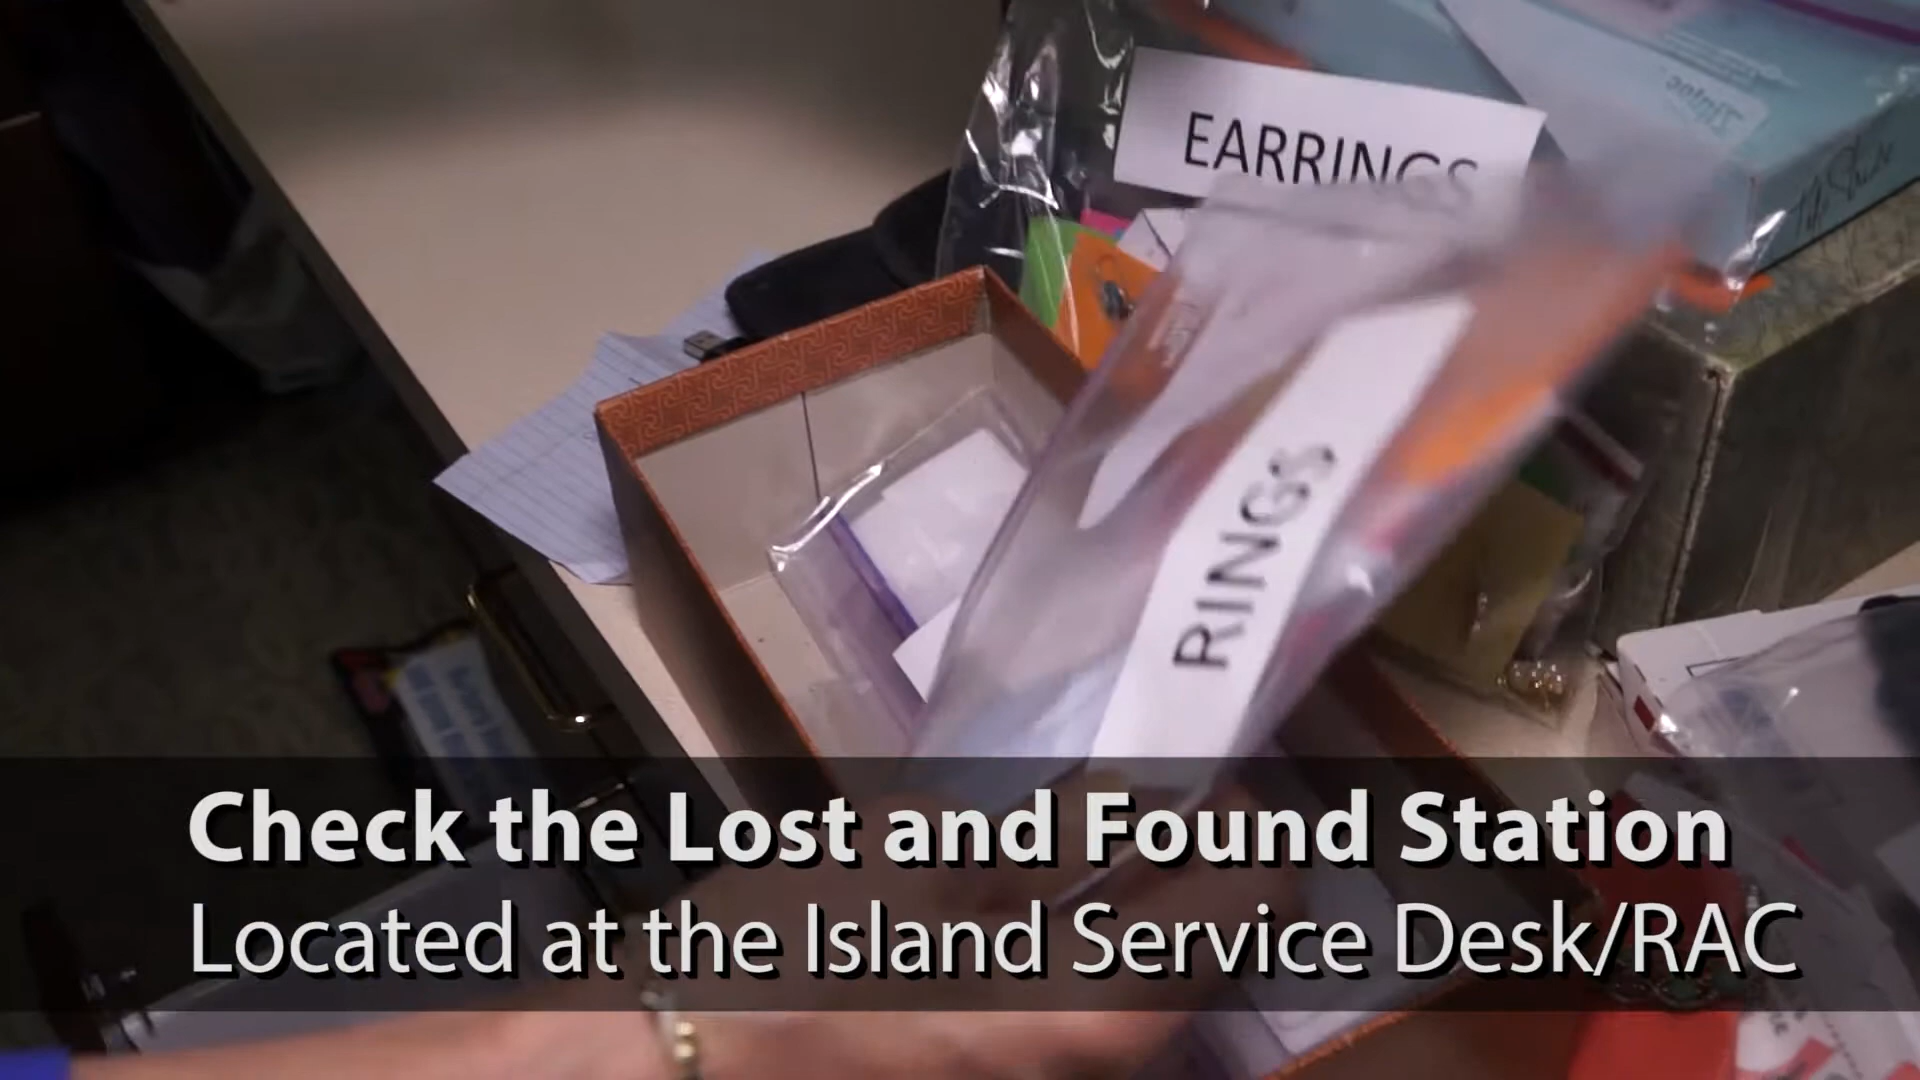 EARRINGS
RINGS
Check the Lost and Found Station
Located at the Island Service Desk/RAC